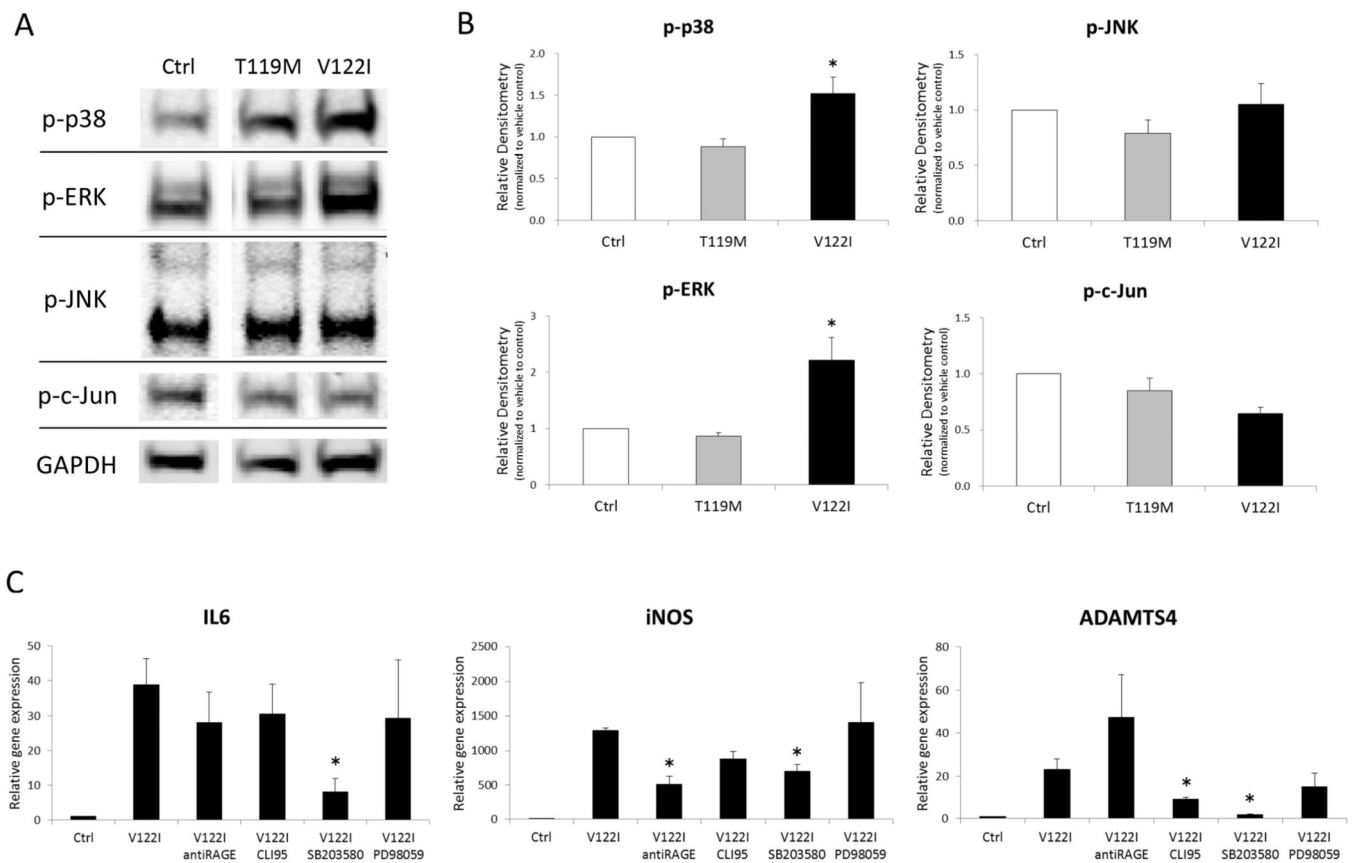 A
Ctrl T119M V122I
p-p38
p-ERK
p-JNK
p-c-Jun
GAPDH
B
p-p38
Relative Densitometry
(normalized to vehicle control)
2.0
1.5
1.0
0.5
0.0
*
Ctrl T119M V122I
p-JNK
Relative Densitometry
(normalized to vehicle control)
1.5
1.0
0.5
0.0
Ctrl T119M V122I
p-ERK
Relative Densitometry
(normalized to vehicle to control)
3
2
1
0
*
Ctrl T119M V122I
p-c-Jun
Relative Densitometry
(normalized to vehicle control)
1.5
1.0
0.5
0.0
Ctrl T119M V122I
C
IL6
Relative gene expression
50
40
30
20
10
0
*
Ctrl V122I V122I V122I V122I V122I
antiRAGE CLI95 SB203580 PD98059
iNOS
Relative gene expression
2500
2000
1500
1000
500
0
* *
Ctrl V122I V122I V122I V122I V122I
antiRAGE CLI95 SB203580 PD98059
ADAMTS4
Relative gene expression
80
60
40
20
0
* *
Ctrl V122I V122I V122I V122I V122I
antiRAGE CLI95 SB203580 PD98059